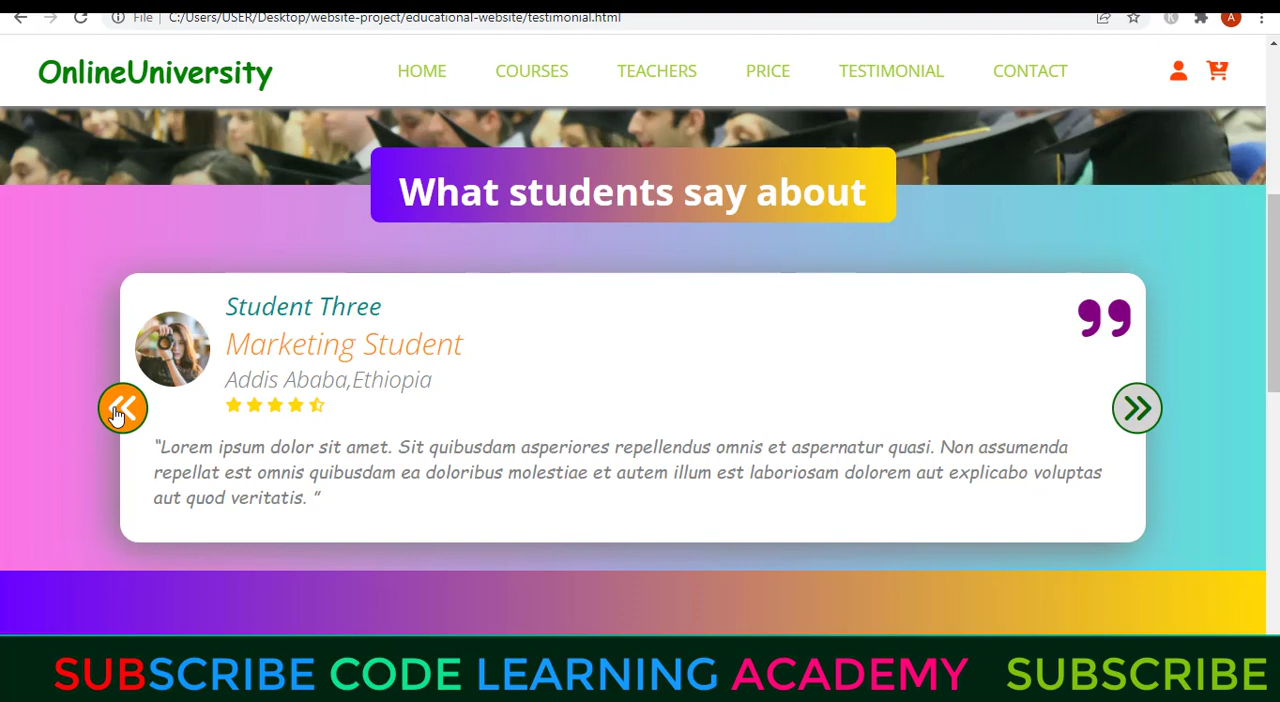 File C:/Users/USER/Desktop/website-project/educational-website/testimonial.html
K A
OnlineUniversity HOME COURSES TEACHERS PRICE TESTIMONIAL CONTACT
What students say about
Student Three
Marketing Student
Addis Ababa,Ethiopia
"Lorem ipsum dolor sit amet. Sit quibusdam asperiores repellendus omnis et aspernatur quasi. Non assumenda
repellat est omnis quibusdam ea doloribus molestiae et autem illum est laboriosam dolorem aut explicabo voluptas
aut quod veritatis. "
SUBSCRIBE CODE LEARNING ACADEMY SUBSCRIBE